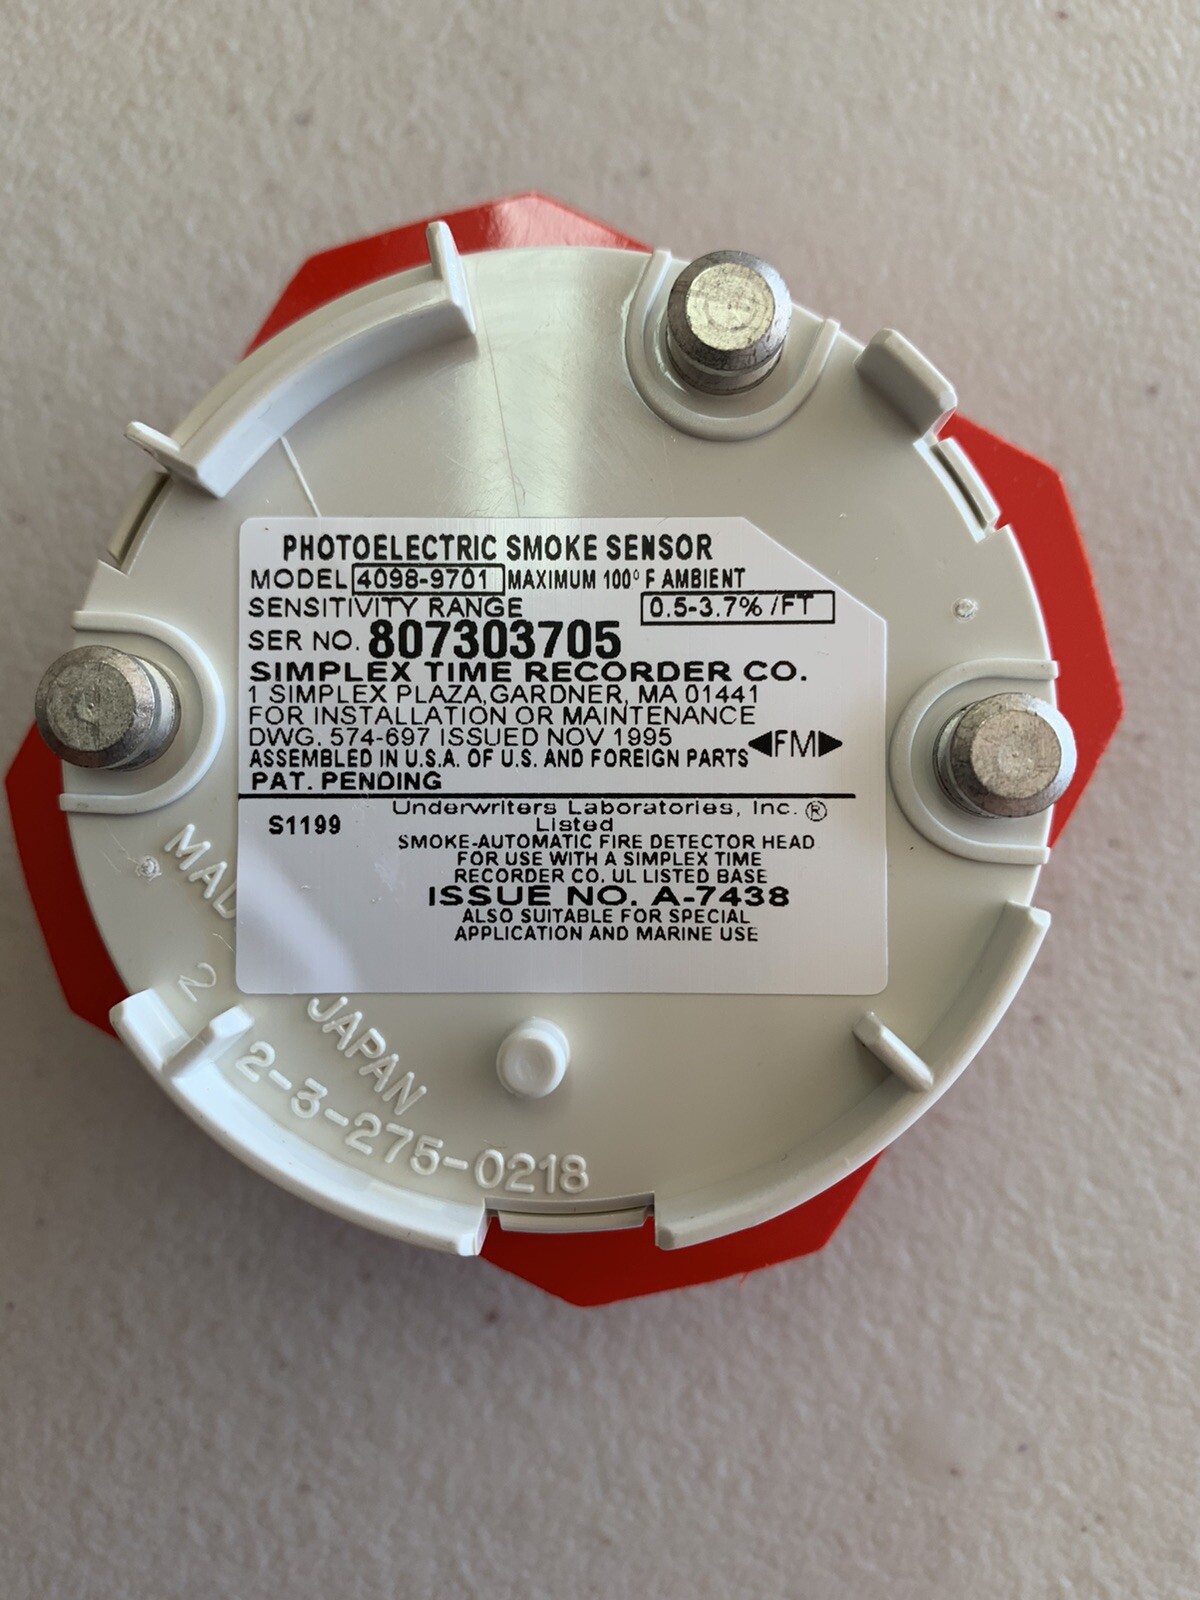 PHOTOELECTRIC SMOKE SENSOR
MODEL 4098-9701 MAXIMUM 100° F AMBIENT
SENSITIVITY RANGE 0.5-3.7% /FT
SER NO. 807303705
SIMPLEX TIME RECORDER CO.
1 SIMPLEX PLAZA, GARDNER, MA 01441
FOR INSTALLATION OR MAINTENANCE
DWG. 574-697 ISSUED NOV 1995
FM
ASSEMBLED IN U.S.A. OF U.S. AND FOREIGN PARTS
PAT. PENDING
Underwriters Laboratories, Inc. ®
S1199 Listed
SMOKE-AUTOMATIC FIRE DETECTOR HEAD
FOR USE WITH A SIMPLEX TIME
RECORDER CO. UL LISTED BASE
ISSUE NO. A-7438
ALSO SUITABLE FOR SPECIAL
APPLICATION AND MARINE USE
MAD JAPAN
2
2-3-275-0218